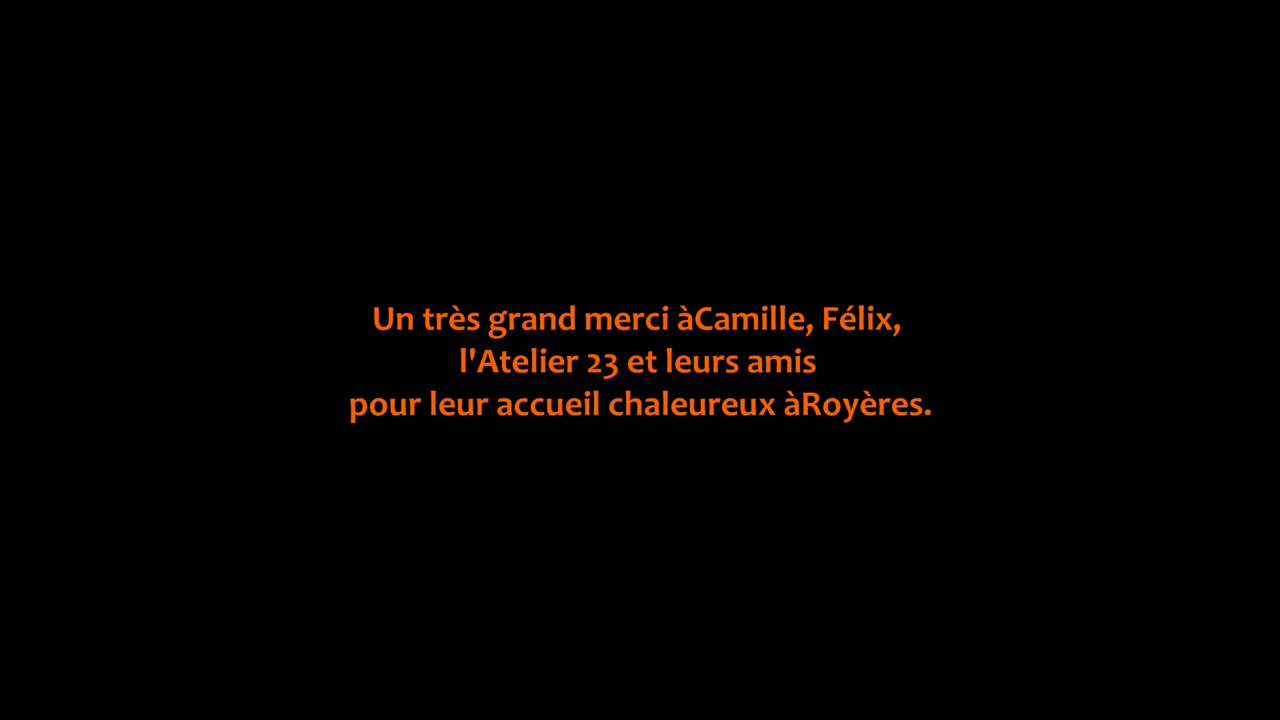 Un très grand merci àCamille, Félix,
l'Atelier 23 et leurs amis
pour leur accueil chaleureux àRoyères.